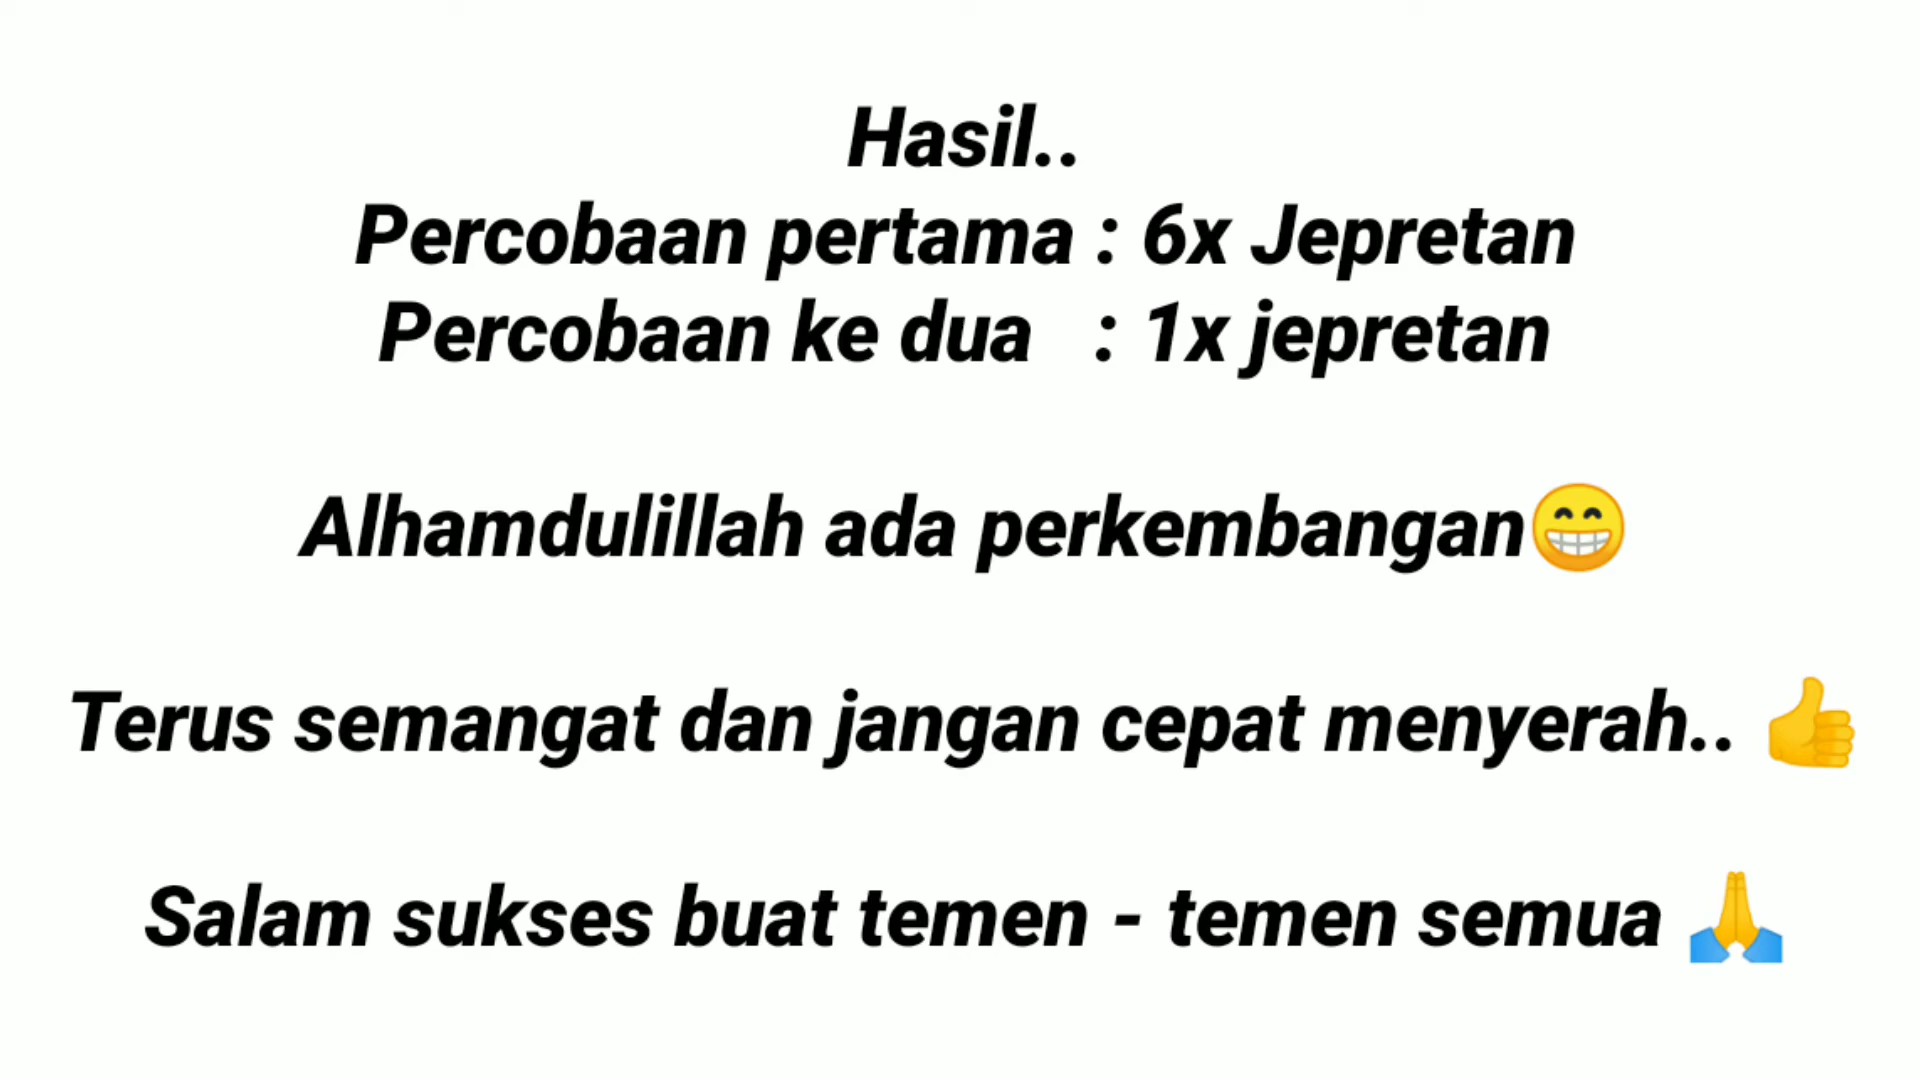 Hasil..
Percobaan pertama : 6x Jepretan
Percobaan ke dua   : 1x jepretan
Alhamdulillah ada perkembangan😁
Terus semangat dan jangan cepat menyerah.. 👍
Salam sukses buat temen - temen semua 🙏